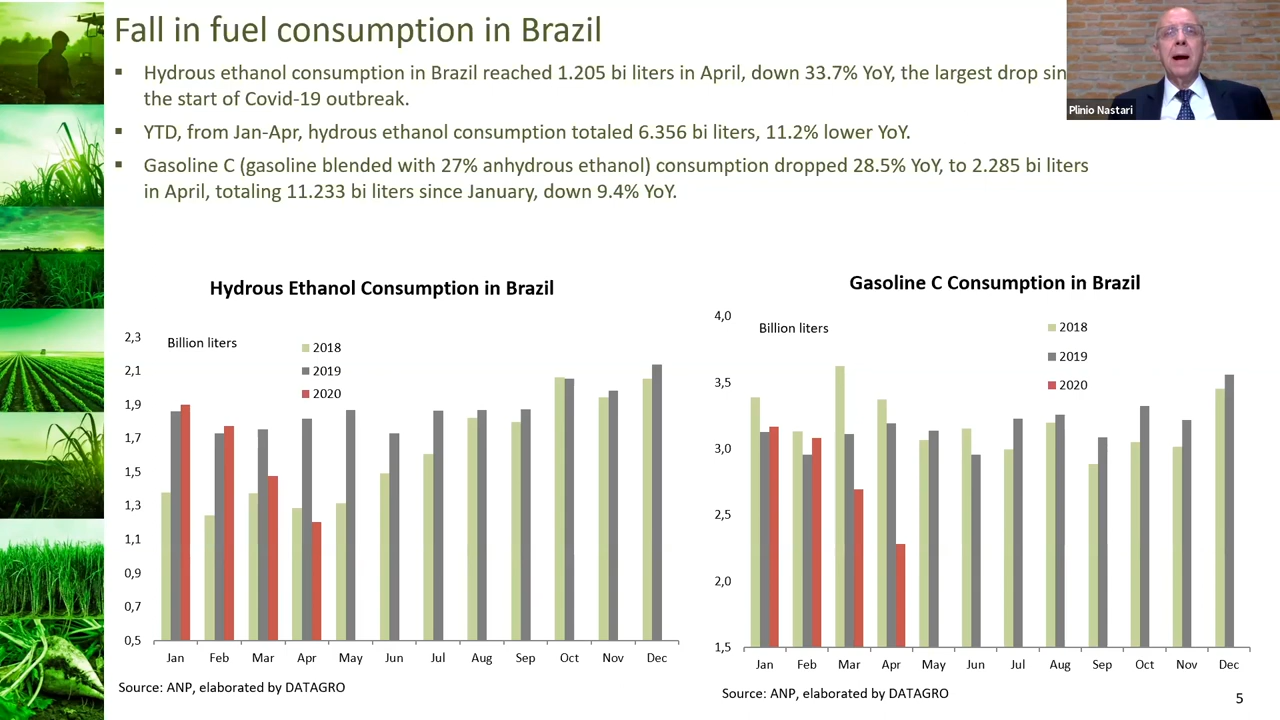 Fall in fuel consumption in Brazil
▪ Hydrous ethanol consumption in Brazil reached 1.205 bi liters in April, down 33.7% YoY, the largest drop
the start of Covid-19 outbreak.
▪ YTD, from Jan-Apr, hydrous ethanol consumption totaled 6.356 bi liters, 11.2% lower YoY.
▪ Gasoline C (gasoline blended with 27% anhydrous ethanol) consumption dropped 28.5% YoY, to 2.285 bi liters
in April, totaling 11.233 bi liters since January, down 9.4% YoY.
Plinio Nastari
Hydrous Ethanol Consumption in Brazil
Billion liters
2018
2019
2020
2,3
2,1
1,9
1,7
1,5
1,3
1,1
0,9
0,7
0,5
Jan Feb Mar Apr May Jun Jul Aug Sep Oct Nov Dec
Source: ANP, elaborated by DATAGRO
Gasoline C Consumption in Brazil
Billion liters
2018
2019
2020
4,0
3,5
3,0
2,5
2,0
1,5
Jan Feb Mar Apr May Jun Jul Aug Sep Oct Nov Dec
Source: ANP, elaborated by DATAGRO
5